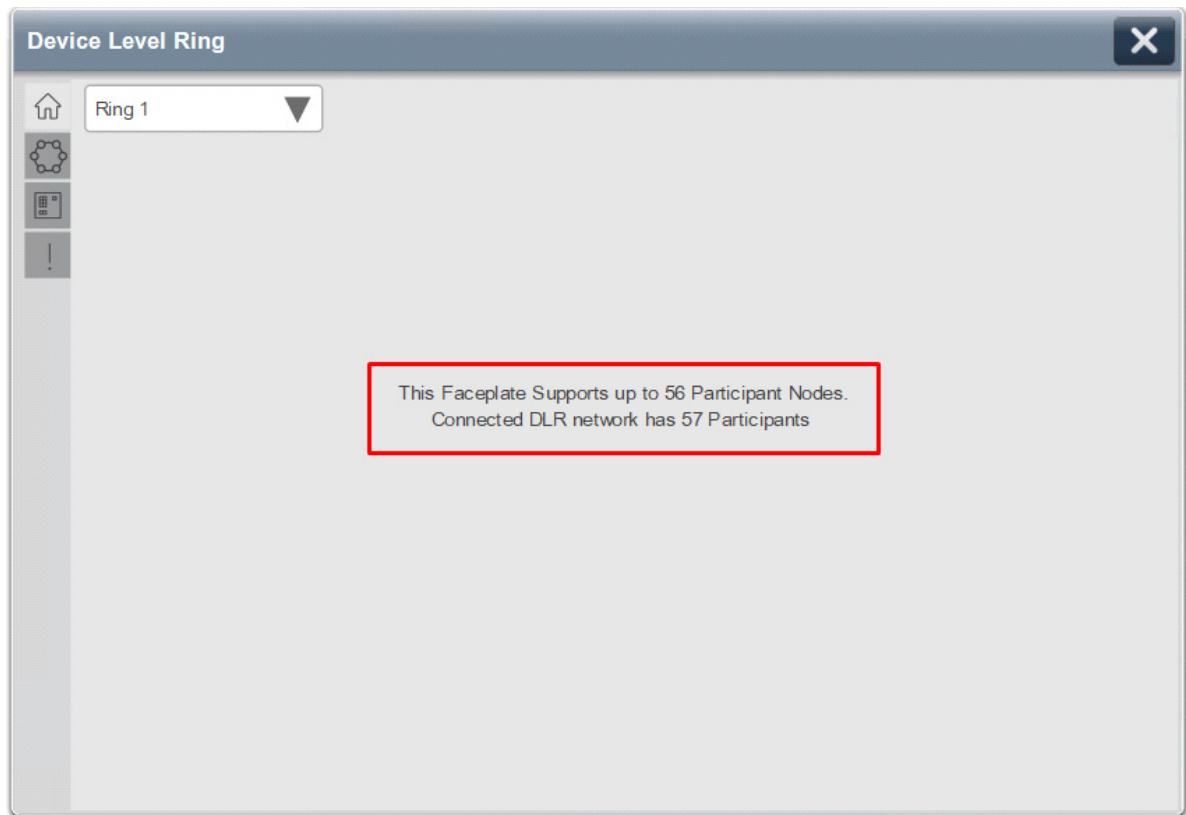 Device Level Ring
Ring 1
This Faceplate Supports up to 56 Participant Nodes.
Connected DLR network has 57 Participants